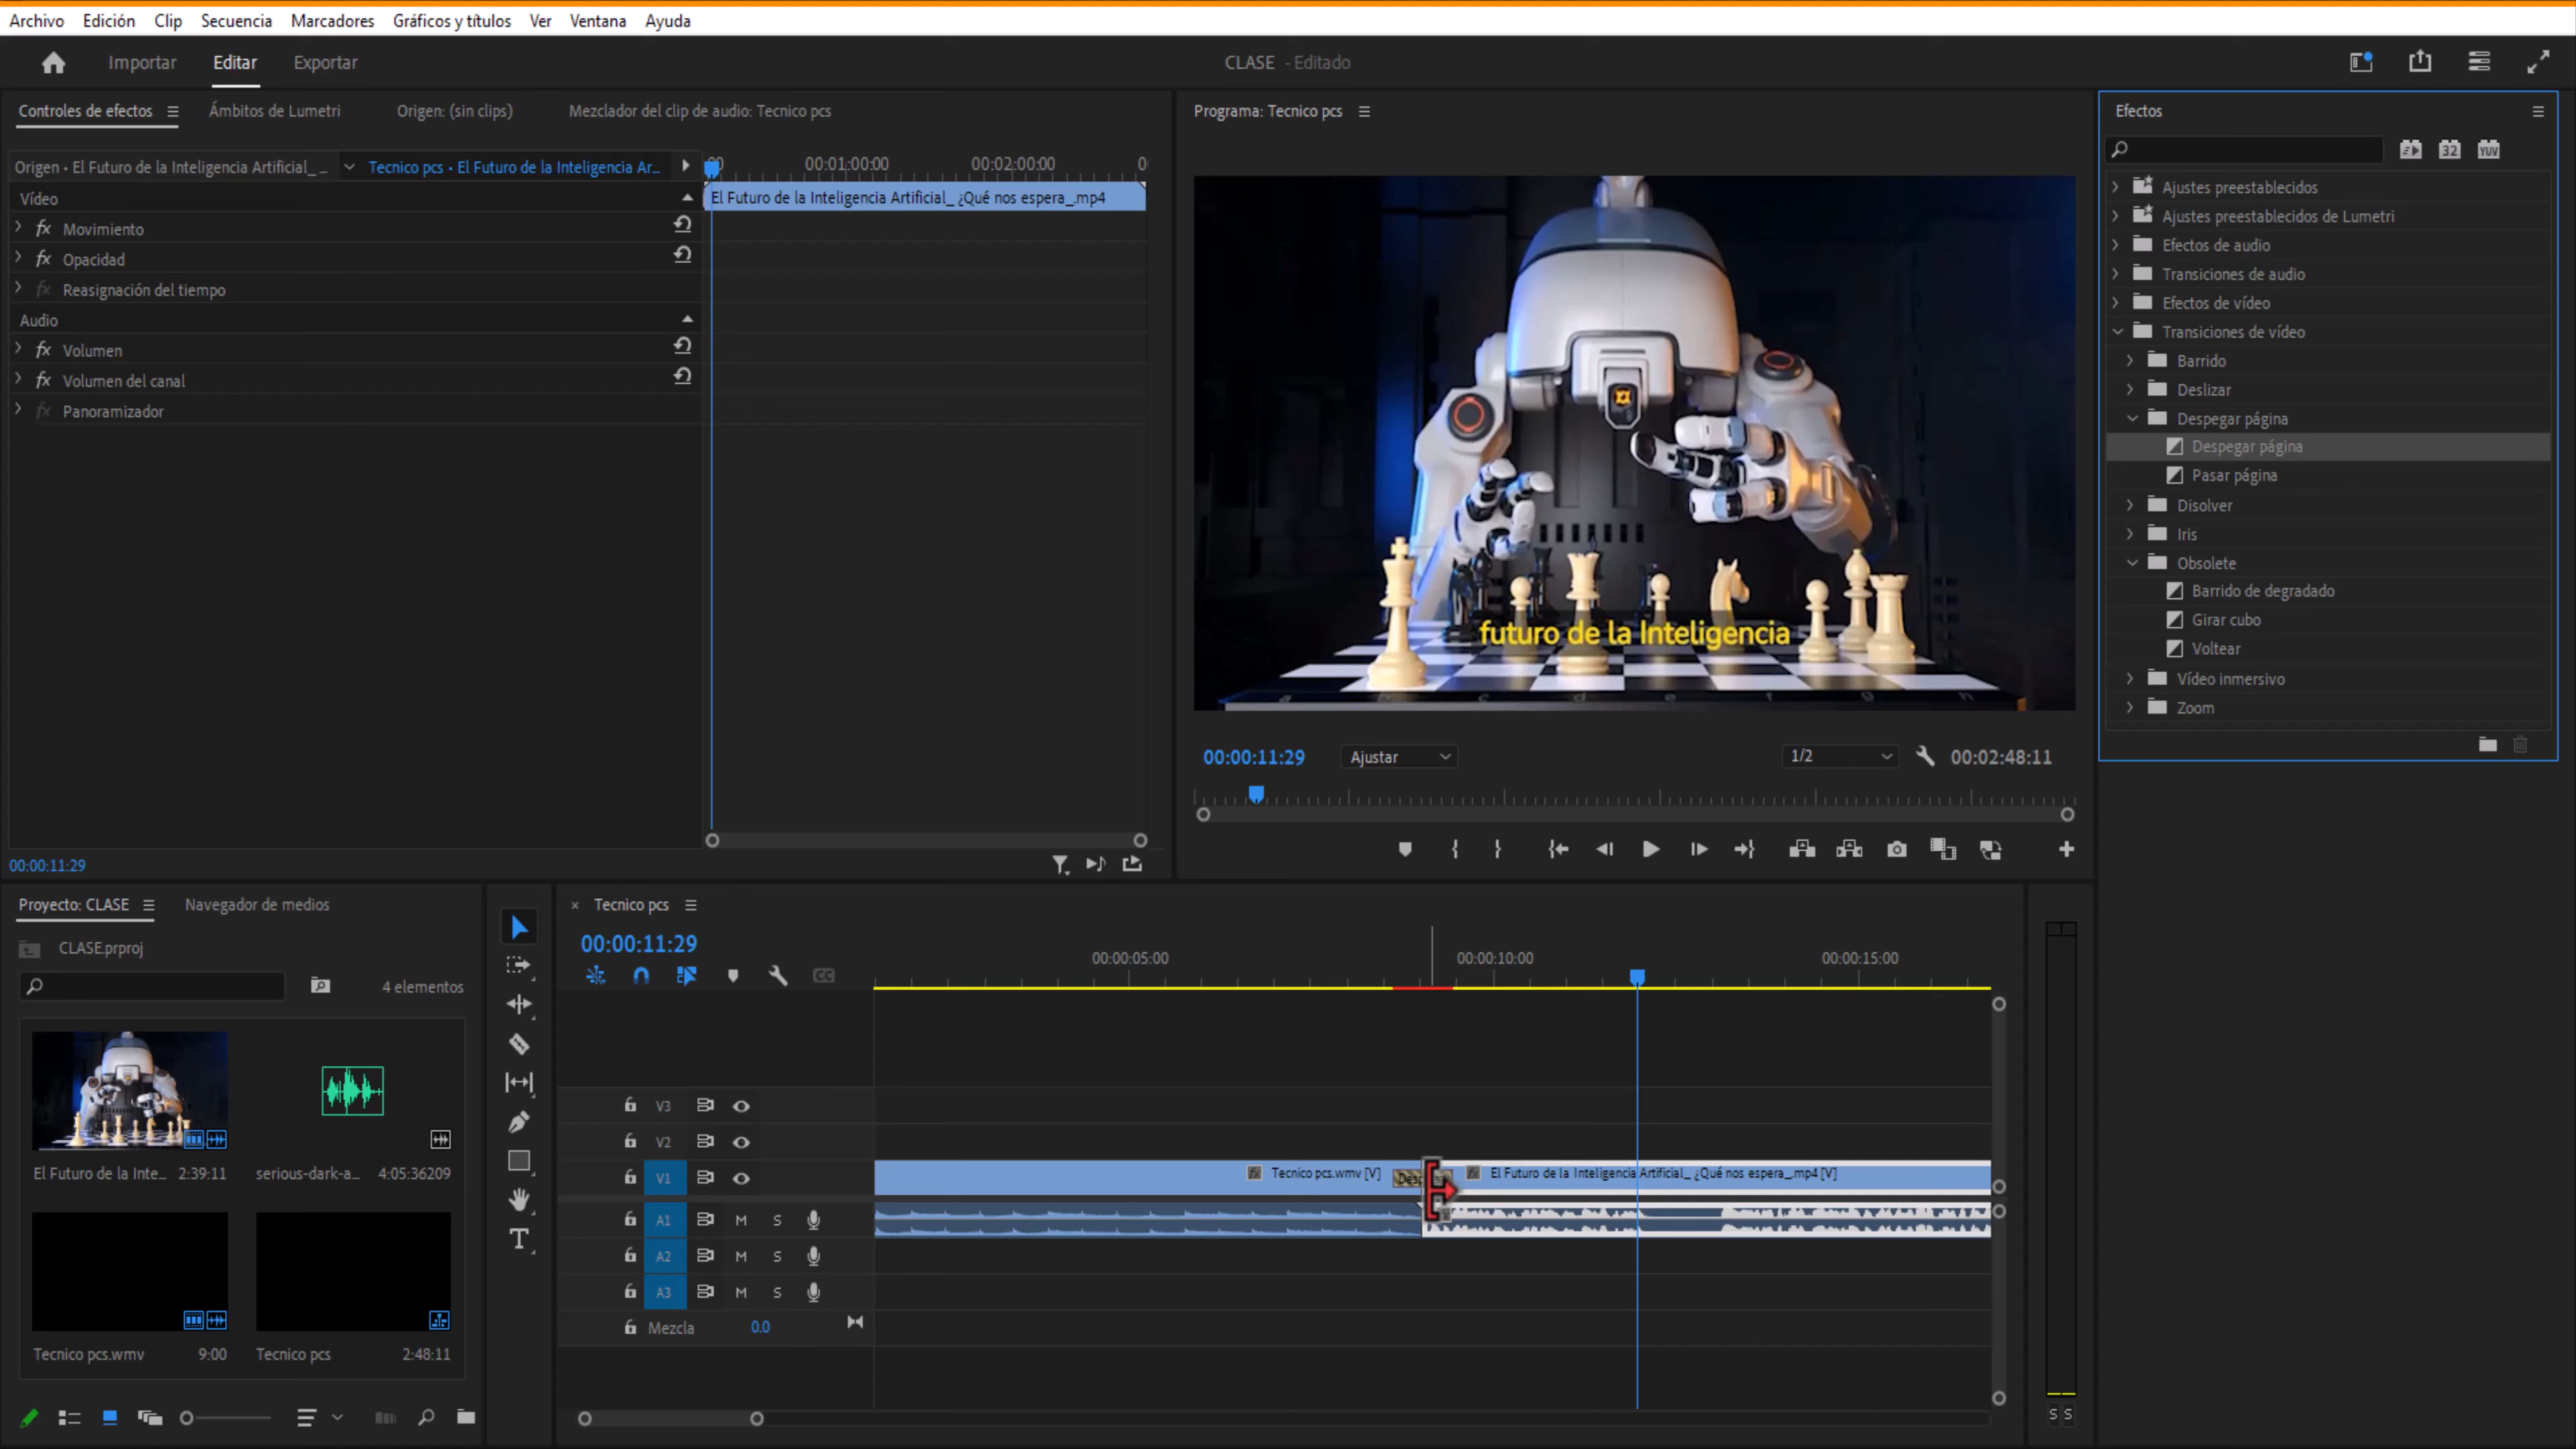 Archivo Edición Clip Secuencia Marcadores Gráficos y títulos Ver Ventana Ayuda
Importar Editar Exportar
CLASE - Editado
Controles de efectos Ámbitos de Lumetri Origen: (sin clips) Mezclador del clip de audio: Tecnico pcs
Origen • El Futuro de la Inteligencia Artificial_ ... Tecnico pcs • El Futuro de la Inteligencia Ar...
00:01:00:00 00:02:00:00
El Futuro de la Inteligencia Artificial_ ¿Qué nos espera_.mp4
Vídeo
fx Movimiento
fx Opacidad
fx Reasignación del tiempo
Audio
fx Volumen
fx Volumen del canal
fx Panoramizador
00:00:11:29
Programa: Tecnico pcs
futuro de la Inteligencia
00:00:11:29 Ajustar 1/2 00:02:48:11
Efectos
32 YUV
Ajustes preestablecidos
Ajustes preestablecidos de Lumetri
Efectos de audio
Transiciones de audio
Efectos de vídeo
Transiciones de vídeo
Barrido
Deslizar
Despegar página
Despegar página
Pasar página
Disolver
Iris
Obsolete
Barrido de degradado
Girar cubo
Voltear
Vídeo inmersivo
Zoom
Proyecto: CLASE Navegador de medios
CLASE.prproj
4 elementos
El Futuro de la Inte... 2:39:11
serious-dark-a... 4:05:36209
Tecnico pcs.wmv 9:00
Tecnico pcs 2:48:11
Tecnico pcs
00:00:11:29
00:00:05:00 00:00:10:00 00:00:15:00
V3
V2
V1
fx Tecnico pcs.wmv [V]
fx El Futuro de la Inteligencia Artificial_ ¿Qué nos espera_.mp4 [V]
A1 M S
A2 M S
A3 M S
Mezcla 0.0
S S